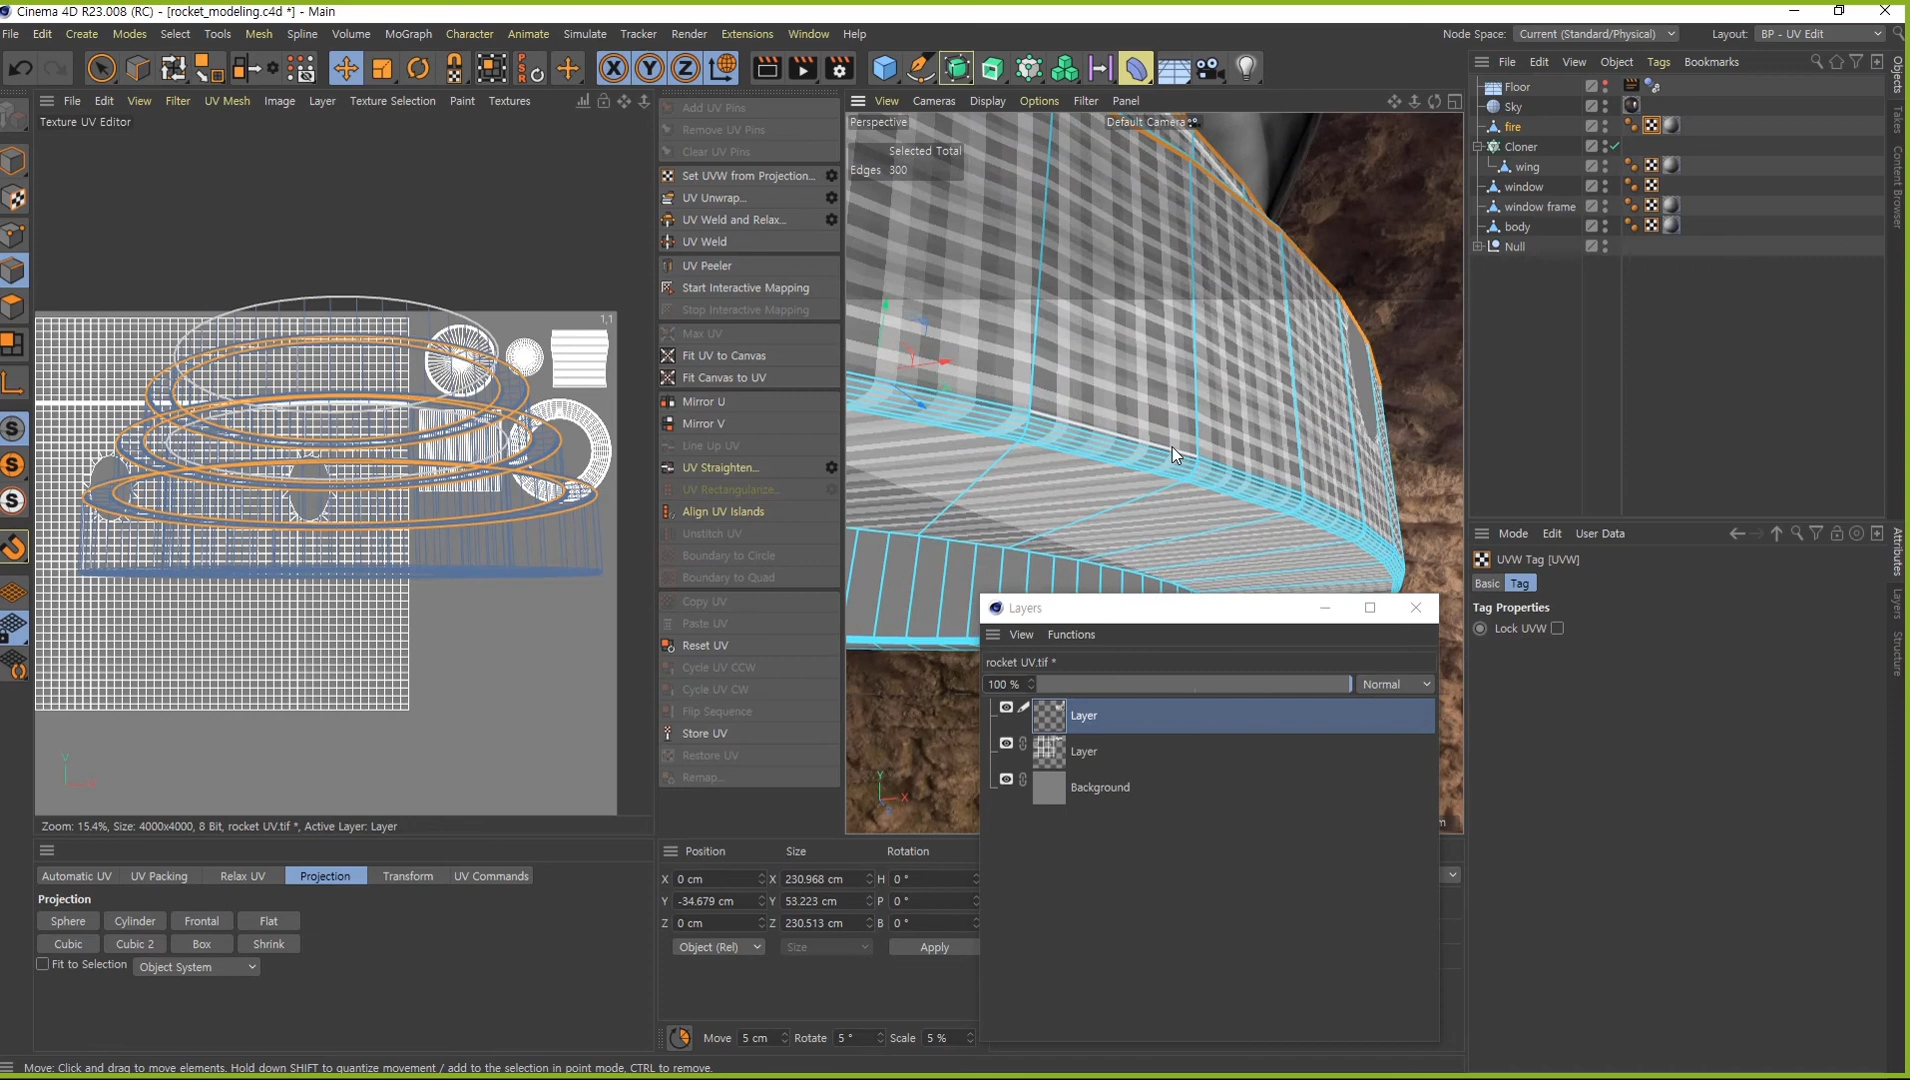 Cinema 4D R23.008 (RC) - [rocket_modeling.c4d *] - Main
File Edit Create Modes Select Tools Mesh Spline Volume MoGraph Character Animate Simulate Tracker Render Extensions Window Help
Node Space: Current (Standard/Physical) Layout: BP - UV Edit
X Y Z
File Edit View Filter UV Mesh Image Layer Texture Selection Paint Textures
Texture UV Editor
1,1
Zoom: 15.4%, Size: 4000x4000, 8 Bit, rocket UV.tif *, Active Layer: Layer
Add UV Pins
Remove UV Pins
Clear UV Pins
Set UVW from Projection...
UV Unwrap...
UV Weld and Relax...
UV Weld
UV Peeler
Start Interactive Mapping
Stop Interactive Mapping
Max UV
Fit UV to Canvas
Fit Canvas to UV
Mirror U
Mirror V
Line Up UV
UV Straighten...
UV Rectangularize...
Align UV Islands
Unstitch UV
Boundary to Circle
Boundary to Quad
Copy UV
Paste UV
Reset UV
Cycle UV CCW
Cycle UV CW
Flip Sequence
Store UV
Restore UV
Remap...
View Cameras Display Options Filter Panel
Perspective Default Camera
Selected Total
Edges 300
Y
X
Z
Layers
View Functions
rocket UV.tif *
100 % Normal
Layer
Layer
Background
File Edit View Object Tags Bookmarks
Floor
Sky
fire
Cloner
wing
window
window frame
body
Null
Objects
Takes
Content Browser
Mode Edit User Data
UVW Tag [UVW]
Basic Tag
Tag Properties
Lock UVW
Attributes
Layers
Structure
Automatic UV UV Packing Relax UV Projection Transform UV Commands
Projection
Sphere Cylinder Frontal Flat
Cubic Cubic 2 Box Shrink
Fit to Selection Object System
Position Size Rotation
X 0 cm X 230.968 cm H 0 °
Y -34.679 cm Y 53.223 cm P 0 °
Z 0 cm Z 230.513 cm B 0 °
Object (Rel) Size Apply
Move 5 cm Rotate 5 ° Scale 5 %
Move: Click and drag to move elements. Hold down SHIFT to quantize movement / add to the selection in point mode, CTRL to remove.